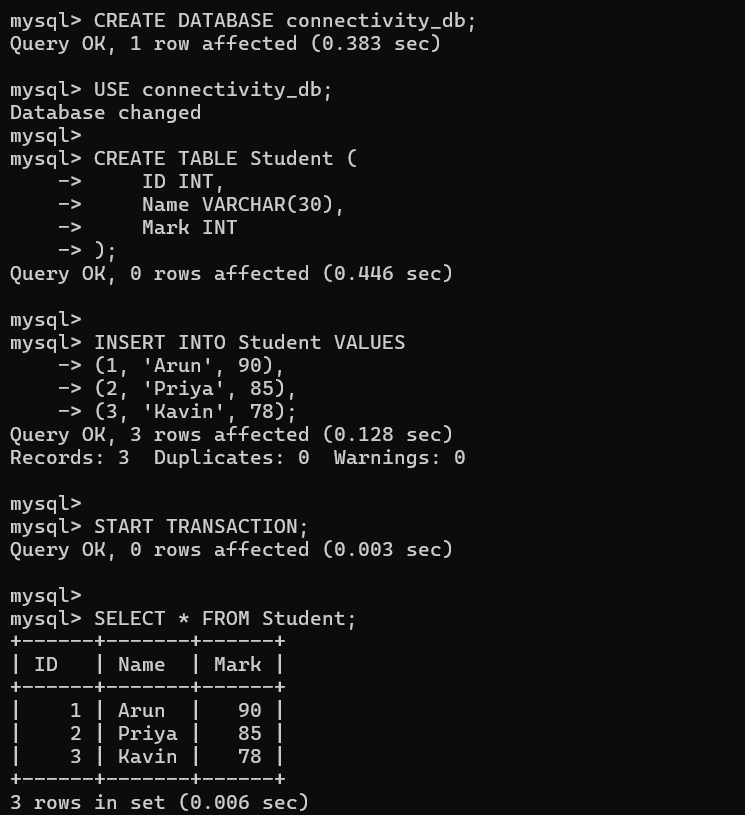 mysql> CREATE DATABASE connectivity_db;
Query OK, 1 row affected (0.383 sec)
mysql> USE connectivity_db;
Database changed
mysql>
mysql> CREATE TABLE Student (
    ->     ID INT,
    ->     Name VARCHAR(30),
    ->     Mark INT
    -> );
Query OK, 0 rows affected (0.446 sec)
mysql>
mysql> INSERT INTO Student VALUES
    -> (1, 'Arun', 90),
    -> (2, 'Priya', 85),
    -> (3, 'Kavin', 78);
Query OK, 3 rows affected (0.128 sec)
Records: 3  Duplicates: 0  Warnings: 0
mysql>
mysql> START TRANSACTION;
Query OK, 0 rows affected (0.003 sec)
mysql>
mysql> SELECT * FROM Student;
+------+-------+------+
| ID   | Name  | Mark |
+------+-------+------+
|    1 | Arun  |   90 |
|    2 | Priya |   85 |
|    3 | Kavin |   78 |
+------+-------+------+
3 rows in set (0.006 sec)